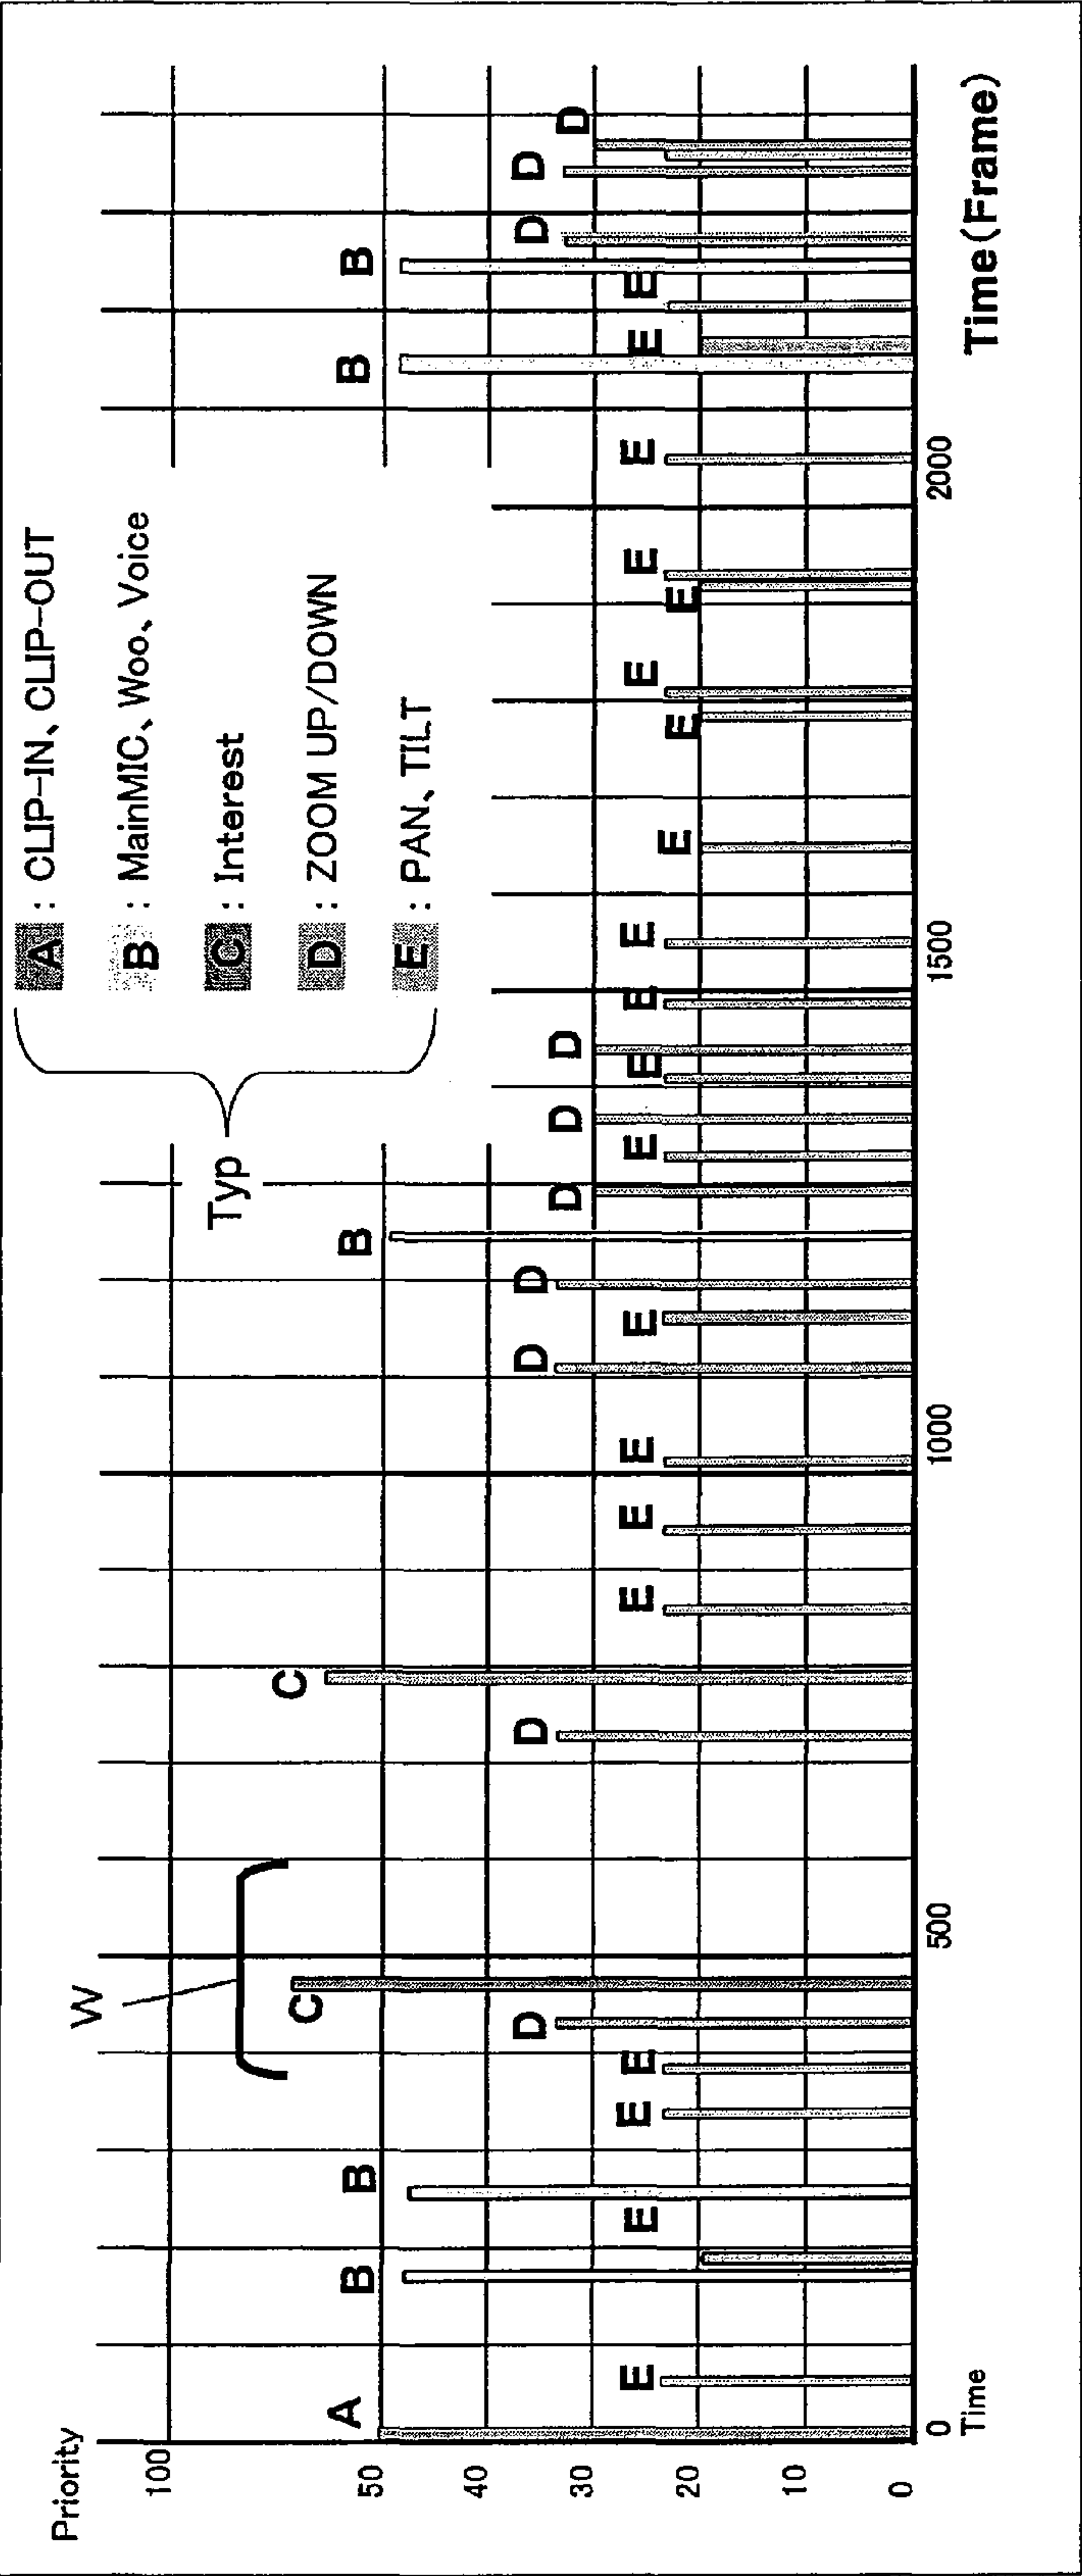 Priority
W
Typ
A : CLIP-IN、CLIP-OUT
B : MainMIC、Woo、Voice
C : Interest
D : ZOOM UP/DOWN
E : PAN、TILT
100
50
40
30
20
10
0
A
E
B
E
B
E
E
D
C
D
C
E
E
E
D
E
D
B
D
E
D
E
D
E
E
E
E
E
E
E
E
B
E
E
B
D
D
D
0
500
1000
1500
2000
Time
Time(Frame)